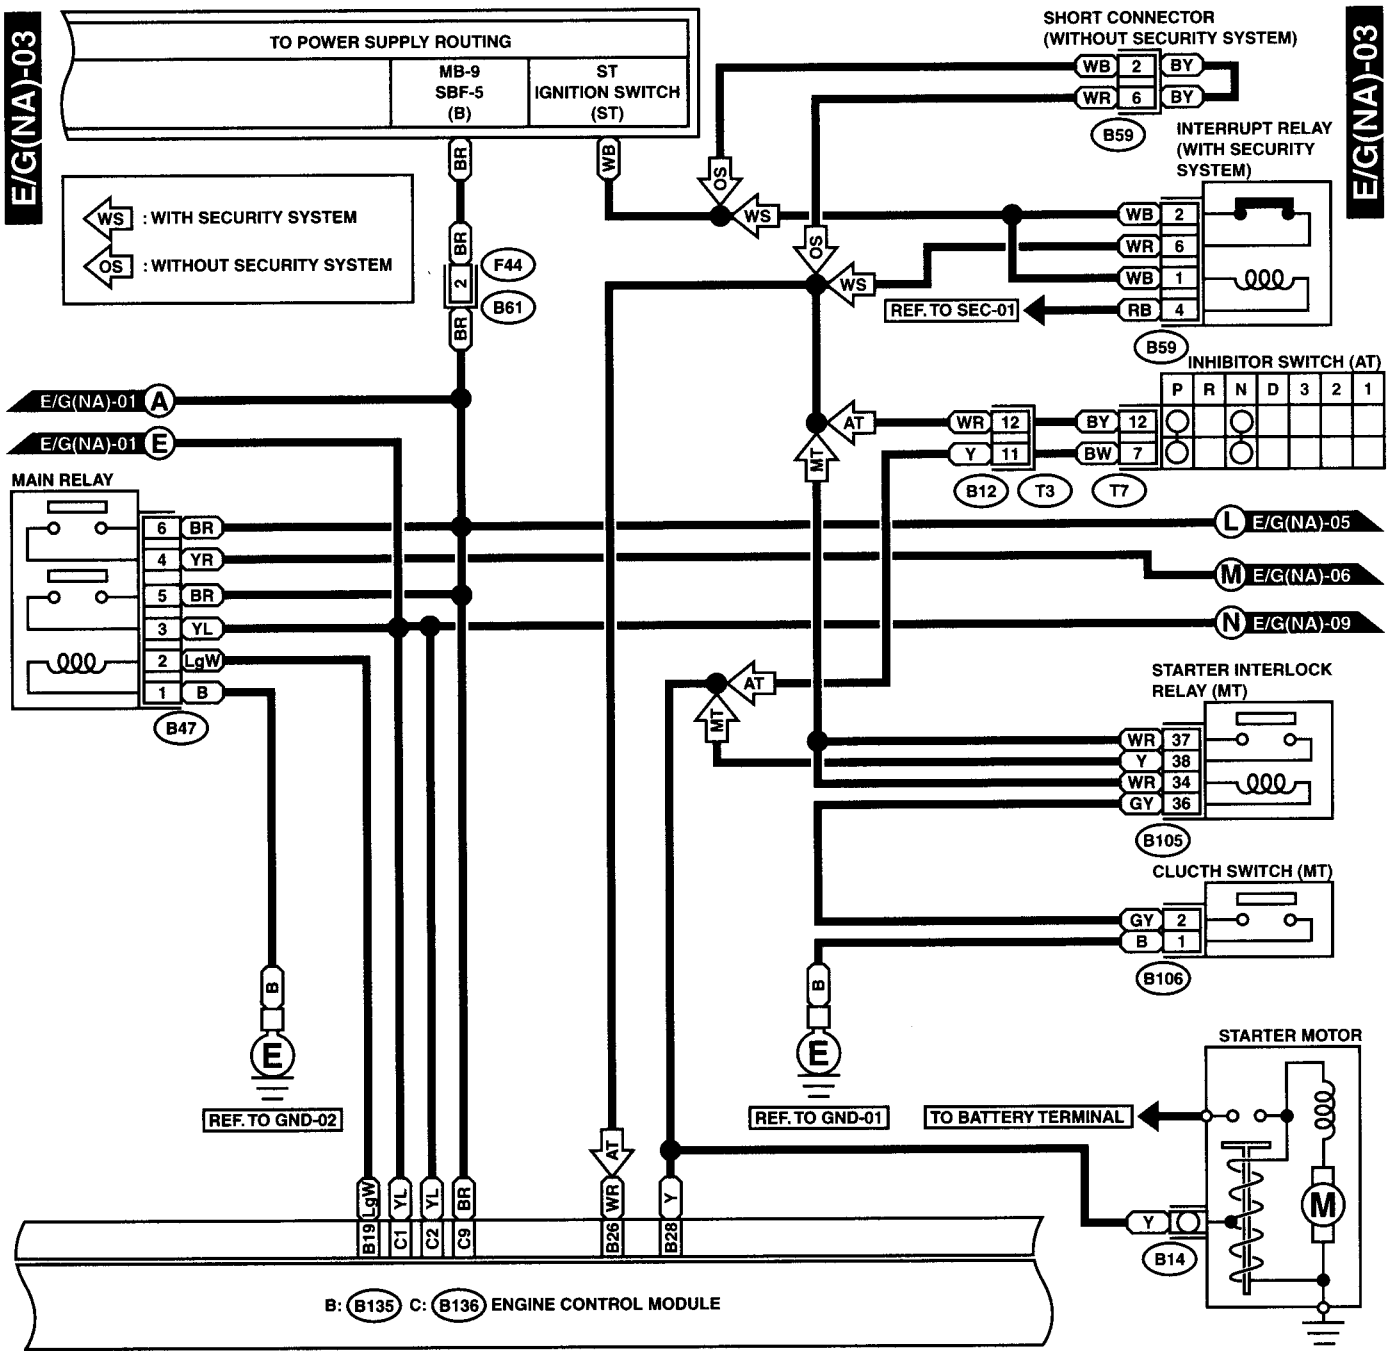 E/G(NA)-03
TO POWER SUPPLY ROUTING
MB-9
SBF-5
(B)
ST
IGNITION SWITCH
(ST)
BR
WB
WS : WITH SECURITY SYSTEM
OS : WITHOUT SECURITY SYSTEM
BR
2
F44
B61
BR
SHORT CONNECTOR
(WITHOUT SECURITY SYSTEM)
WB 2 BY
WR 6 BY
B59
E/G(NA)-03
INTERRUPT RELAY
(WITH SECURITY
SYSTEM)
OS
WS
WB 2
WR 6
OS
WS
WB 1
REF. TO SEC-01
RB 4
B59
INHIBITOR SWITCH (AT)
P R N D 3 2 1
AT
WR 12 BY 12
MT
Y 11 BW 7
B12 T3 T7
E/G(NA)-01 A
E/G(NA)-01 E
MAIN RELAY
6 BR
4 YR
5 BR
3 YL
2 LgW
1 B
B47
L E/G(NA)-05
M E/G(NA)-06
N E/G(NA)-09
AT
MT
STARTER INTERLOCK
RELAY (MT)
WR 37
Y 38
WR 34
GY 36
B105
CLUCTH SWITCH (MT)
GY 2
B 1
B106
B
E
REF. TO GND-02
B
E
REF. TO GND-01
STARTER MOTOR
TO BATTERY TERMINAL
M
Y
B14
AT
LgW YL YL BR WR Y
B19 C1 C2 C9 B26 B28
B: B135 C: B136 ENGINE CONTROL MODULE